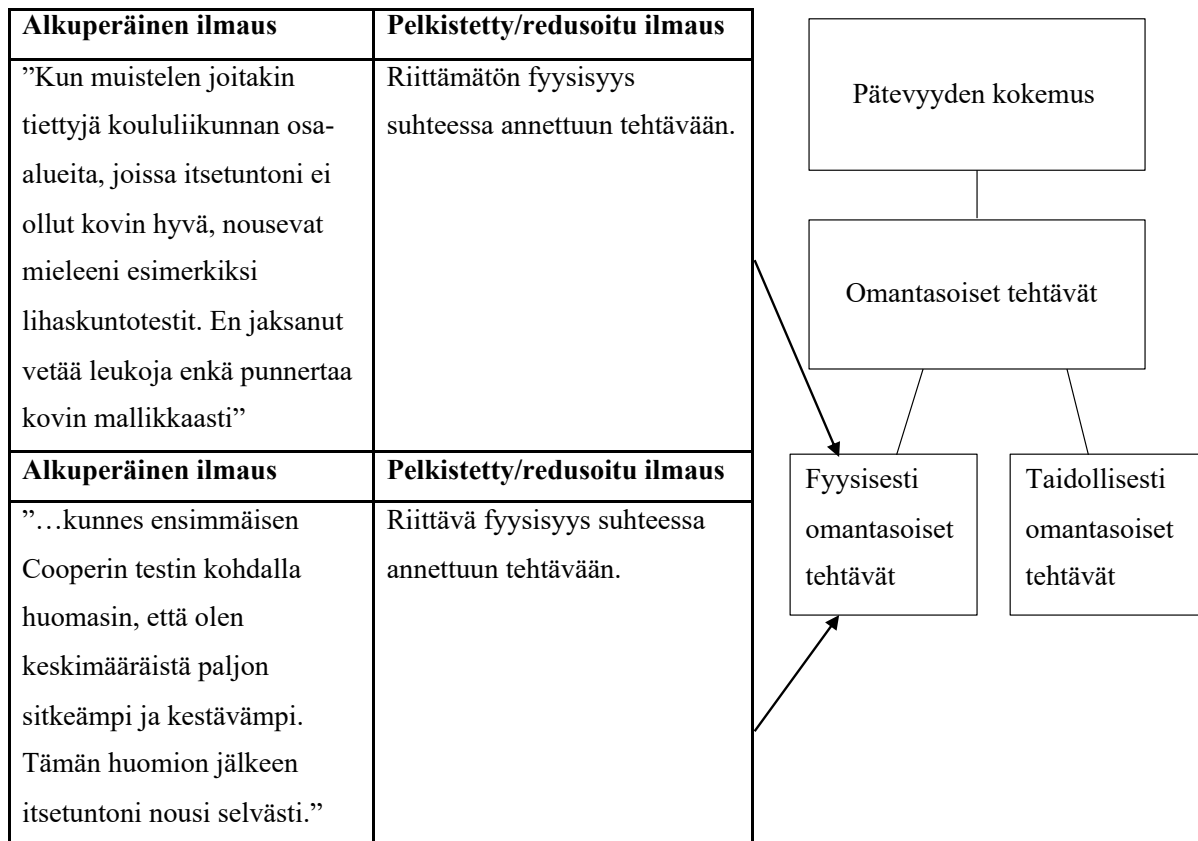 Alkuperäinen ilmaus
Pelkistetty/redusoitu ilmaus
”Kun muistelen joitakin
tiettyjä koululiikunnan osa-
alueita, joissa itsetuntoni ei
ollut kovin hyvä, nousevat
mieleeni esimerkiksi
lihaskuntotestit. En jaksanut
vetää leukoja enkä punnertaa
kovin mallikkaasti”
Riittämätön fyysisyys
suhteessa annettuun tehtävään.
Alkuperäinen ilmaus
Pelkistetty/redusoitu ilmaus
”…kunnes ensimmäisen
Cooperin testin kohdalla
huomasin, että olen
keskimääräistä paljon
sitkeämpi ja kestävämpi.
Tämän huomion jälkeen
itsetuntoni nousi selvästi.”
Riittävä fyysisyys suhteessa
annettuun tehtävään.
Pätevyyden kokemus
Omantasoiset tehtävät
Fyysisesti
omantasoiset
tehtävät
Taidollisesti
omantasoiset
tehtävät